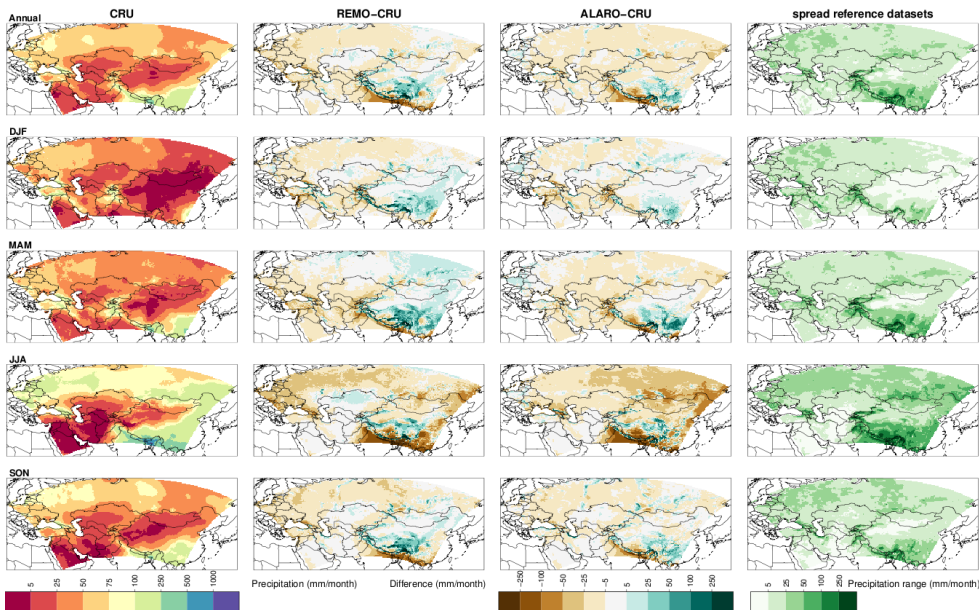 CRU REMO−CRU ALARO−CRU spread reference datasets
Annual
DJF
MAM
JJA
SON
5 25 50 75 100 250 500 1000
Precipitation (mm/month)
Difference (mm/month)
−250 −100 −50 −25 −5 5 25 50 100 250
5 25 50 100 150 250
Precipitation range (mm/month)